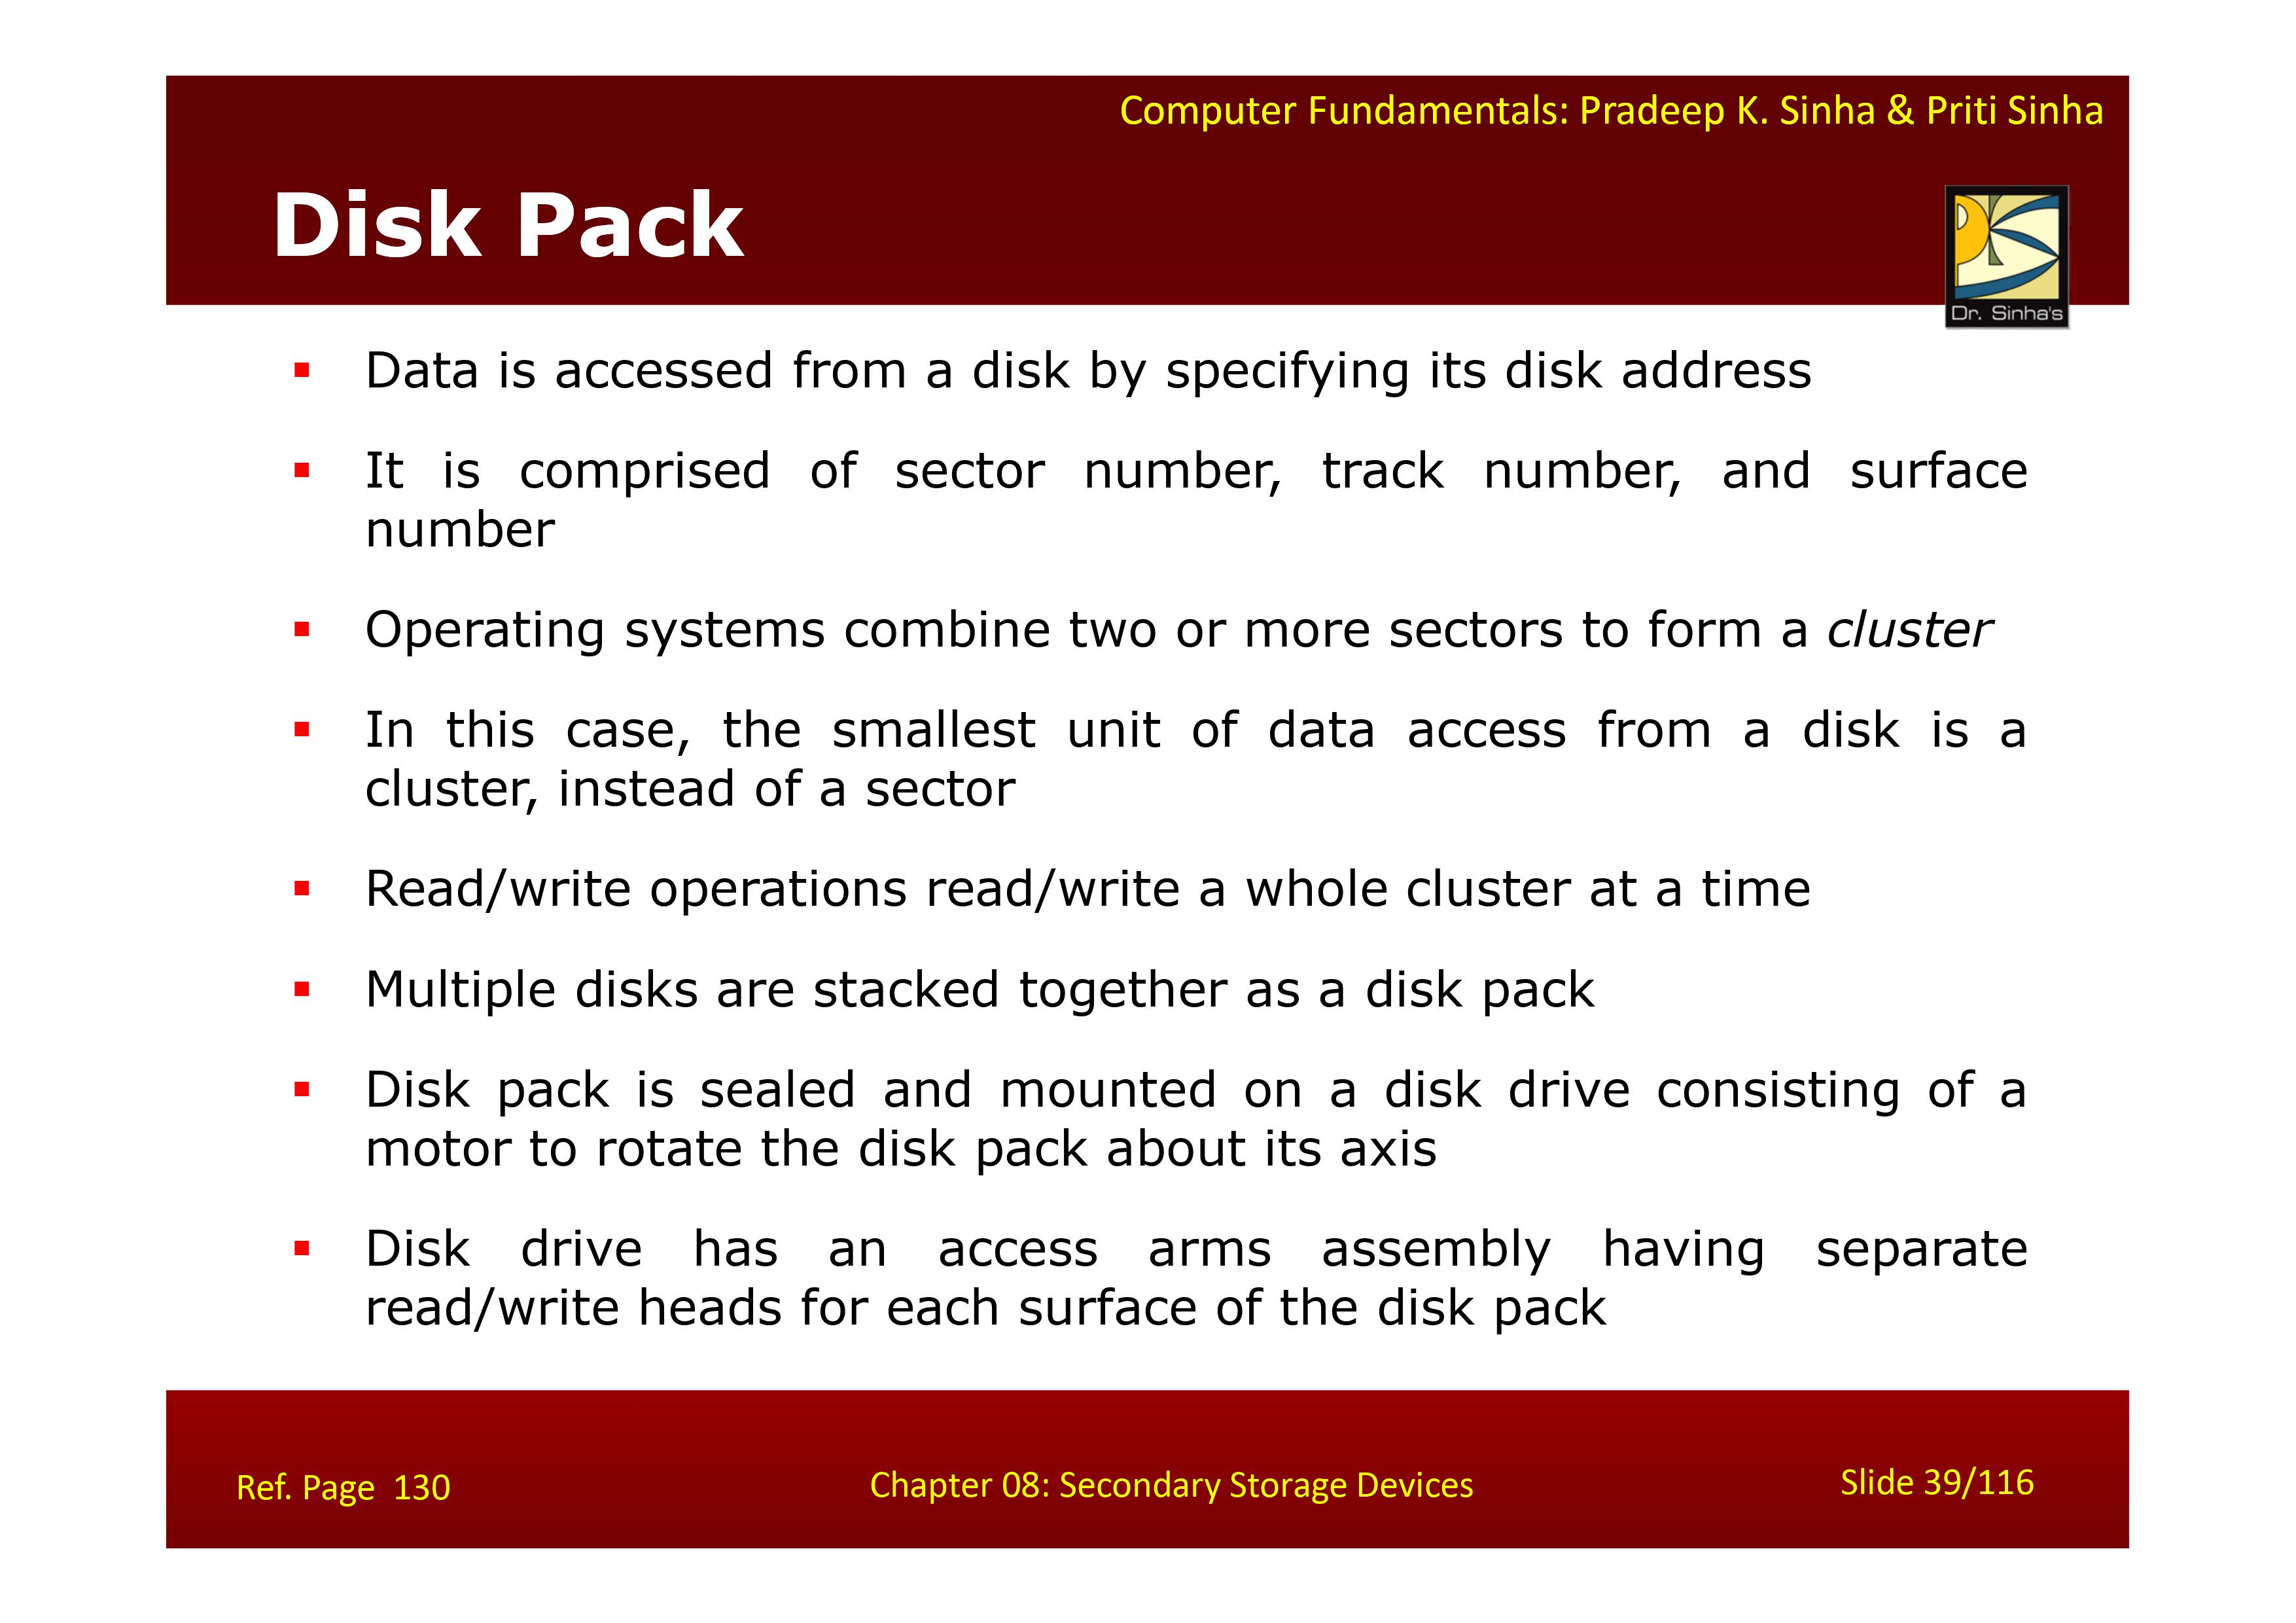 Computer Fundamentals: Pradeep K. Sinha & Priti Sinha
Disk Pack
Dr. Sinha's
▪ Data is accessed from a disk by specifying its disk address
▪ It is comprised of sector number, track number, and surface
number
▪ Operating systems combine two or more sectors to form a cluster
▪ In this case, the smallest unit of data access from a disk is a
cluster, instead of a sector
▪ Read/write operations read/write a whole cluster at a time
▪ Multiple disks are stacked together as a disk pack
▪ Disk pack is sealed and mounted on a disk drive consisting of a
motor to rotate the disk pack about its axis
▪ Disk drive has an access arms assembly having separate
read/write heads for each surface of the disk pack
Ref. Page 130
Chapter 08: Secondary Storage Devices
Slide 39/116